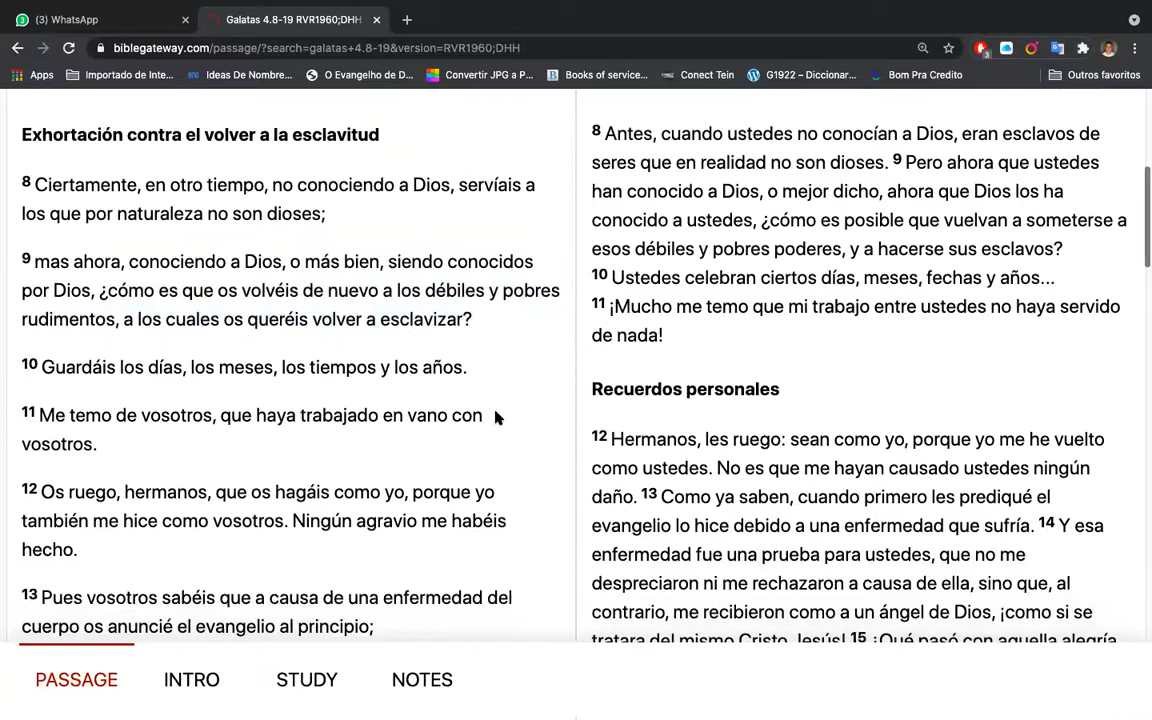 (3) WhatsApp
Galatas 4.8-19 RVR1960;DHH
biblegateway.com/passage/?search=galatas+4.8-19&version=RVR1960;DHH
3
Apps
Importado de Inte...
Ideas De Nombre...
O Evangelho de D...
Convertir JPG a P...
Books of service...
Conect Tein
G1922 – Diccionar...
Bom Pra Credito
Outros favoritos
Exhortación contra el volver a la esclavitud
8 Ciertamente, en otro tiempo, no conociendo a Dios, servíais a
los que por naturaleza no son dioses;
9 mas ahora, conociendo a Dios, o más bien, siendo conocidos
por Dios, ¿cómo es que os volvéis de nuevo a los débiles y pobres
rudimentos, a los cuales os queréis volver a esclavizar?
10 Guardáis los días, los meses, los tiempos y los años.
11 Me temo de vosotros, que haya trabajado en vano con
vosotros.
12 Os ruego, hermanos, que os hagáis como yo, porque yo
también me hice como vosotros. Ningún agravio me habéis
hecho.
13 Pues vosotros sabéis que a causa de una enfermedad del
cuerpo os anuncié el evangelio al principio;
8 Antes, cuando ustedes no conocían a Dios, eran esclavos de
seres que en realidad no son dioses. 9 Pero ahora que ustedes
han conocido a Dios, o mejor dicho, ahora que Dios los ha
conocido a ustedes, ¿cómo es posible que vuelvan a someterse a
esos débiles y pobres poderes, y a hacerse sus esclavos?
10 Ustedes celebran ciertos días, meses, fechas y años...
11 ¡Mucho me temo que mi trabajo entre ustedes no haya servido
de nada!
Recuerdos personales
12 Hermanos, les ruego: sean como yo, porque yo me he vuelto
como ustedes. No es que me hayan causado ustedes ningún
daño. 13 Como ya saben, cuando primero les prediqué el
evangelio lo hice debido a una enfermedad que sufría. 14 Y esa
enfermedad fue una prueba para ustedes, que no me
despreciaron ni me rechazaron a causa de ella, sino que, al
contrario, me recibieron como a un ángel de Dios, ¡como si se
tratara del mismo Cristo Jesús! 15 ¿Qué pasó con aquella alegría
PASSAGE
INTRO
STUDY
NOTES